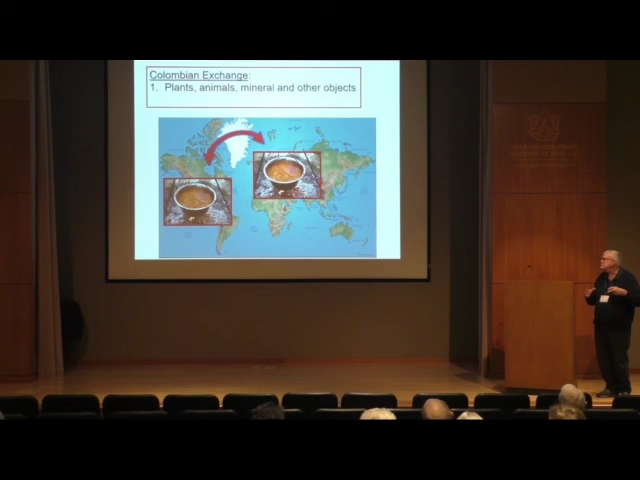 Colombian Exchange:
1. Plants, animals, mineral and other objects